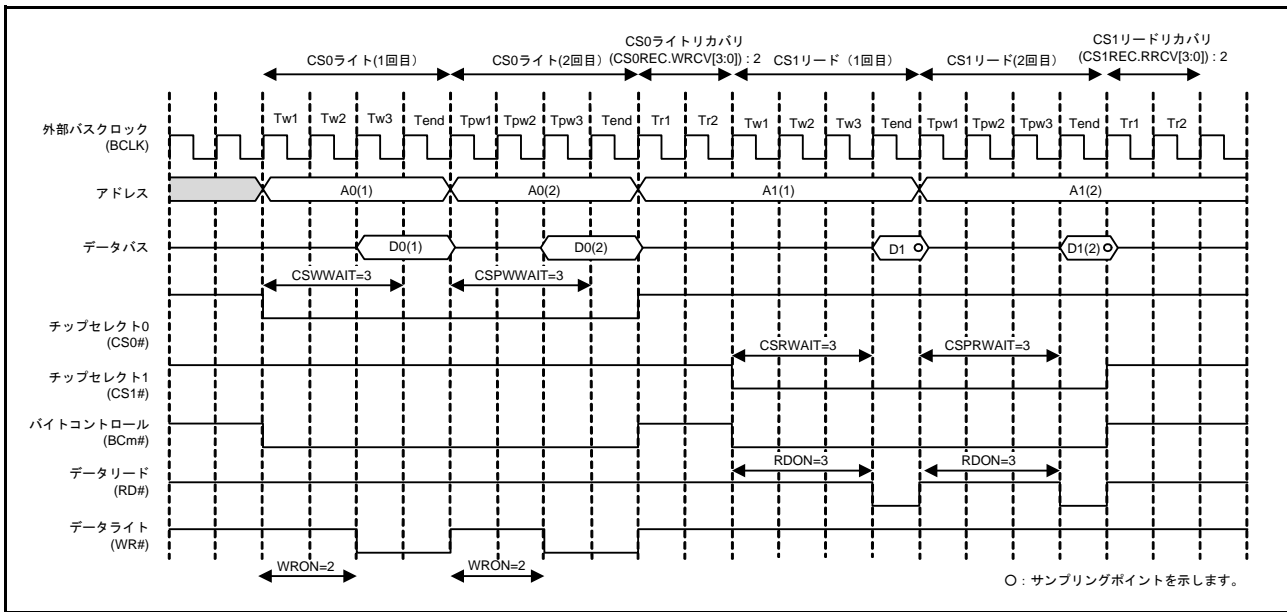 CS0ライトリカバリ
CS1リードリカバリ
CS0ライト(1回目)
CS0ライト(2回目)
(CS0REC.WRCV[3:0]) : 2
CS1リード（1回目）
CS1リード(2回目)
(CS1REC.RRCV[3:0]) : 2
外部バスクロック
(BCLK)
Tw1 Tw2 Tw3 Tend Tpw1 Tpw2 Tpw3 Tend Tr1 Tr2 Tw1 Tw2 Tw3 Tend Tpw1 Tpw2 Tpw3 Tend Tr1 Tr2
アドレス
A0(1) A0(2) A1(1) A1(2)
データバス
D0(1) D0(2) D1 D1(2)
CSWWAIT=3 CSPWWAIT=3
チップセレクト0
(CS0#)
CSRWAIT=3 CSPRWAIT=3
チップセレクト1
(CS1#)
バイトコントロール
(BCm#)
RDON=3 RDON=3
データリード
(RD#)
データライト
(WR#)
WRON=2 WRON=2
○：サンプリングポイントを示します。